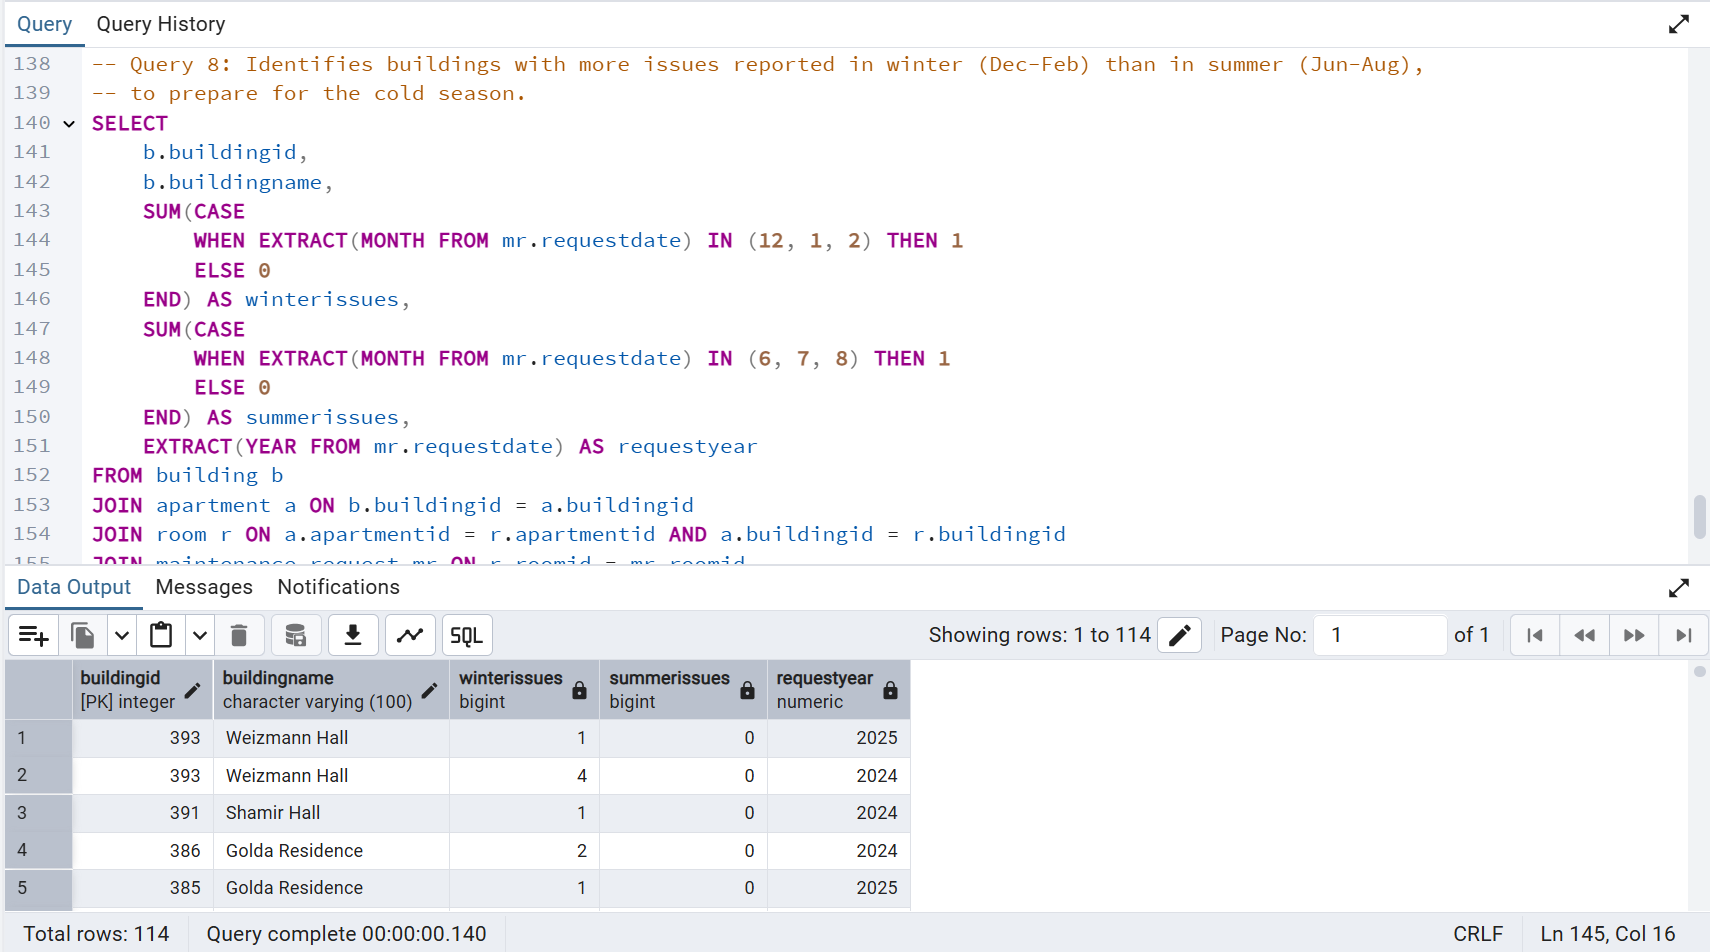 Query Query History
138 -- Query 8: Identifies buildings with more issues reported in winter (Dec-Feb) than in summer (Jun-Aug),
139 -- to prepare for the cold season.
140 SELECT
141 b.buildingid,
142 b.buildingname,
143 SUM(CASE
144 WHEN EXTRACT(MONTH FROM mr.requestdate) IN (12, 1, 2) THEN 1
145 ELSE 0
146 END) AS winterissues,
147 SUM(CASE
148 WHEN EXTRACT(MONTH FROM mr.requestdate) IN (6, 7, 8) THEN 1
149 ELSE 0
150 END) AS summerissues,
151 EXTRACT(YEAR FROM mr.requestdate) AS requestyear
152 FROM building b
153 JOIN apartment a ON b.buildingid = a.buildingid
154 JOIN room r ON a.apartmentid = r.apartmentid AND a.buildingid = r.buildingid
155 JOIN maintenance_request mr ON r.roomid = mr.roomid
Data Output Messages Notifications
SQL Showing rows: 1 to 114 Page No: 1 of 1
buildingid buildingname winterissues summerissues requestyear
[PK] integer character varying (100) bigint bigint numeric
1 393 Weizmann Hall 1 0 2025
2 393 Weizmann Hall 4 0 2024
3 391 Shamir Hall 1 0 2024
4 386 Golda Residence 2 0 2024
5 385 Golda Residence 1 0 2025
Total rows: 114 Query complete 00:00:00.140 CRLF Ln 145, Col 16